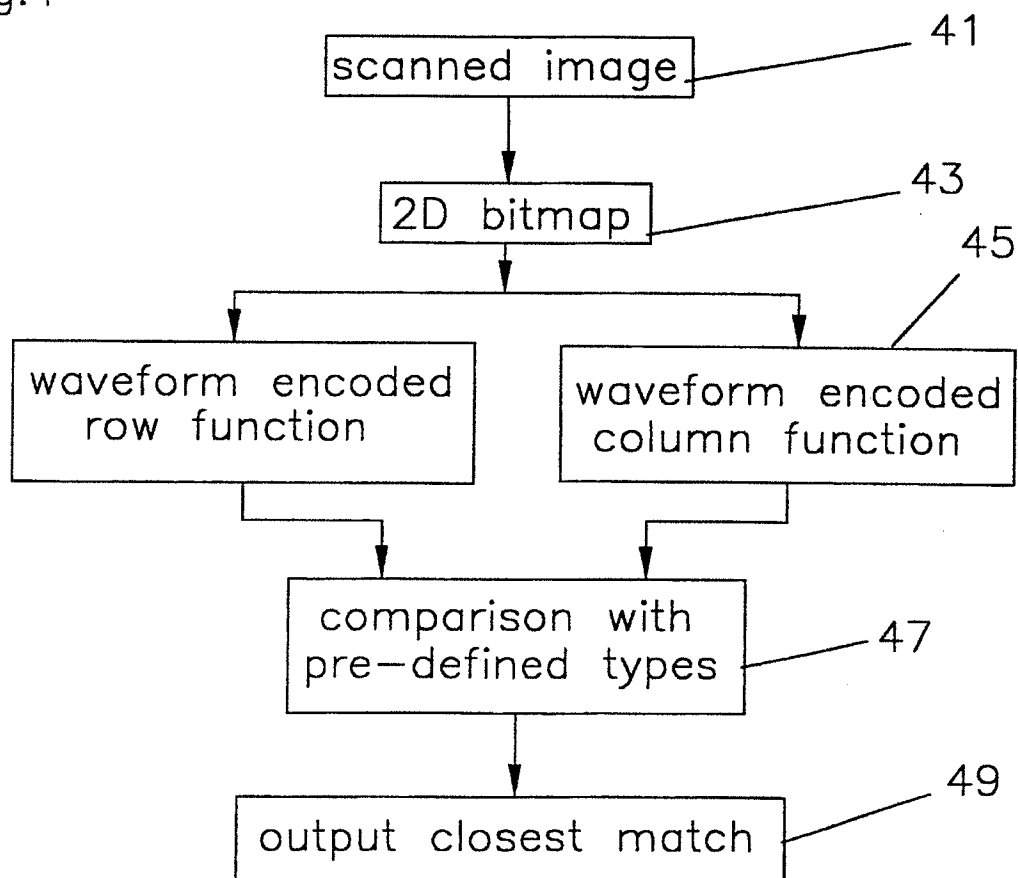 41
scanned image
43
2D bitmap
45
waveform encoded
row function
waveform encoded
column function
comparison with
pre-defined types
47
49
output closest match